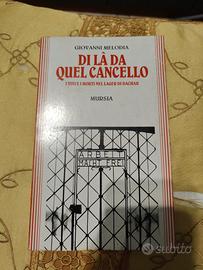 GIOVANNI MELODIA
DI LÀ DA
QUEL CANCELLO
I VIVI E I MORTI NEL LAGER DI DACHAU
MURSIA
ARBEIT
MACHT FREI
subito